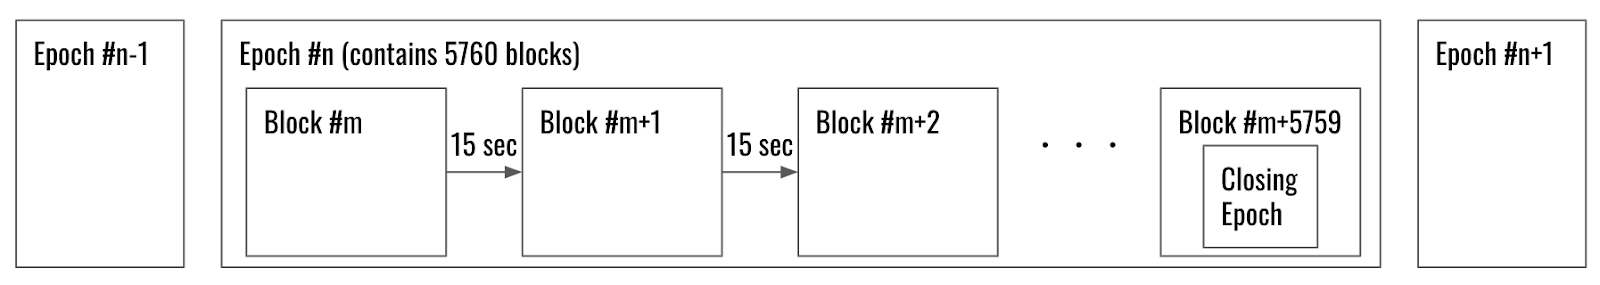 Epoch #n-1
Epoch #n (contains 5760 blocks)
Block #m
15 sec
Block #m+1
15 sec
Block #m+2
. . .
Block #m+5759
Closing
Epoch
Epoch #n+1